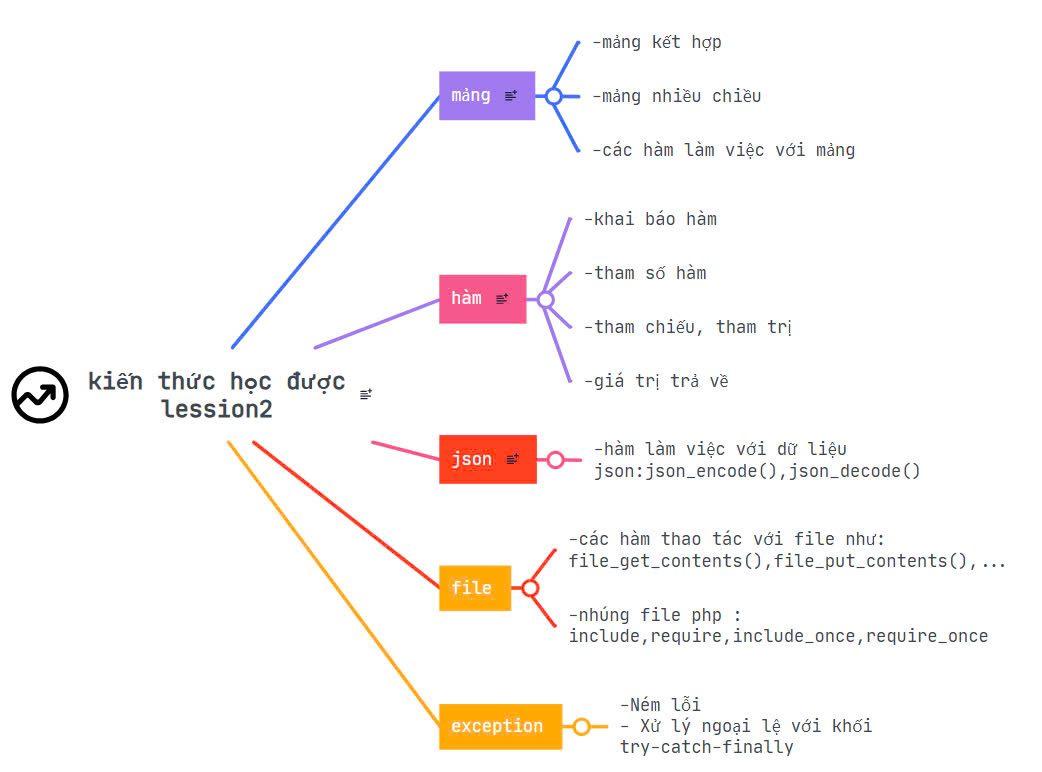 kiến thức học được
lession2
mảng
-mảng kết hợp
-mảng nhiều chiều
-các hàm làm việc với mảng
hàm
-khai báo hàm
-tham số hàm
-tham chiếu, tham trị
-giá trị trả về
json
-hàm làm việc với dữ liệu
json:json_encode(),json_decode()
file
-các hàm thao tác với file như:
file_get_contents(),file_put_contents(),...
-nhúng file php :
include,require,include_once,require_once
exception
-Ném lỗi
- Xử lý ngoại lệ với khối
try-catch-finally